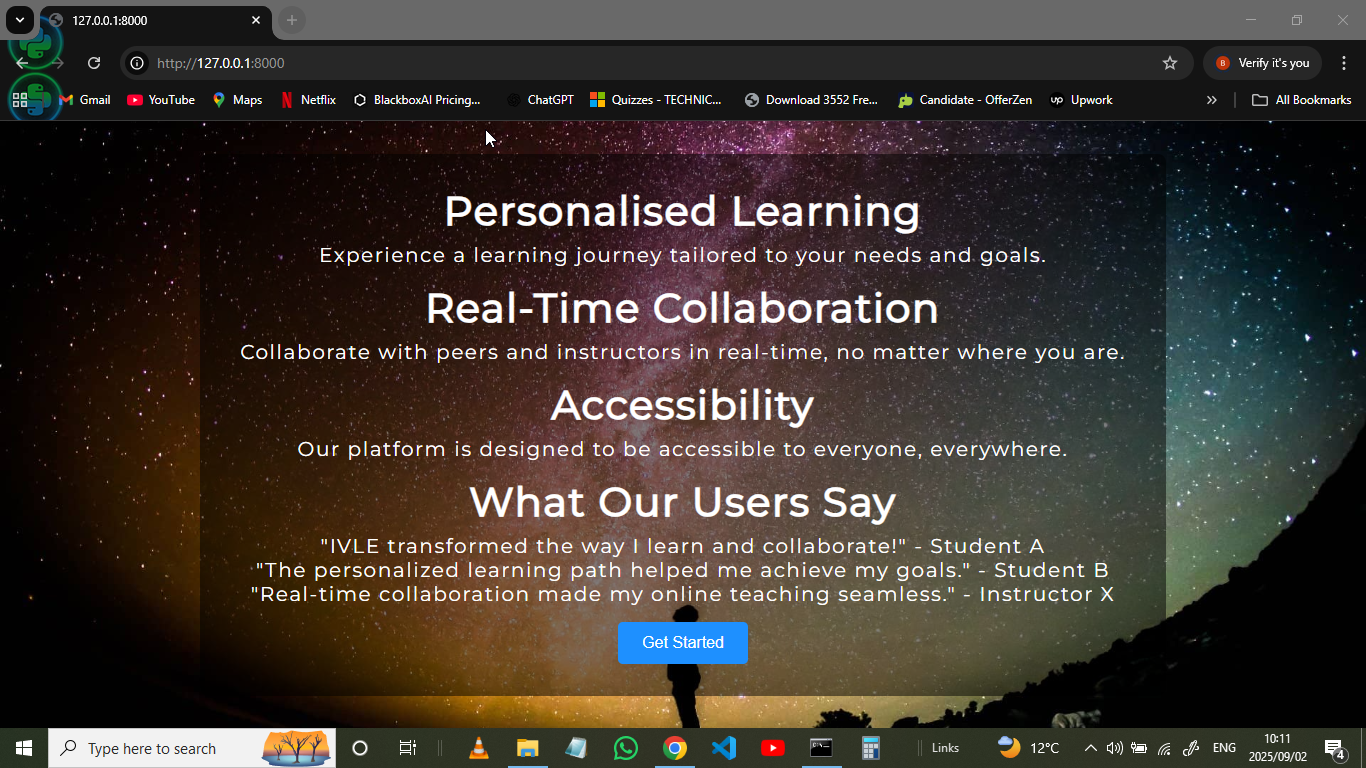 127.0.0.1:8000
http://127.0.0.1:8000
Verify it's you
Gmail
YouTube
Maps
Netflix
BlackboxAI Pricing...
ChatGPT
Quizzes - TECHNIC...
Download 3552 Fre...
Candidate - OfferZen
up
Upwork
All Bookmarks
Personalised Learning
Experience a learning journey tailored to your needs and goals.
Real-Time Collaboration
Collaborate with peers and instructors in real-time, no matter where you are.
Accessibility
Our platform is designed to be accessible to everyone, everywhere.
What Our Users Say
"IVLE transformed the way I learn and collaborate!" - Student A
"The personalized learning path helped me achieve my goals." - Student B
"Real-time collaboration made my online teaching seamless." - Instructor X
Get Started
Type here to search
Links
12°C
ENG
10:11
2025/09/02
4